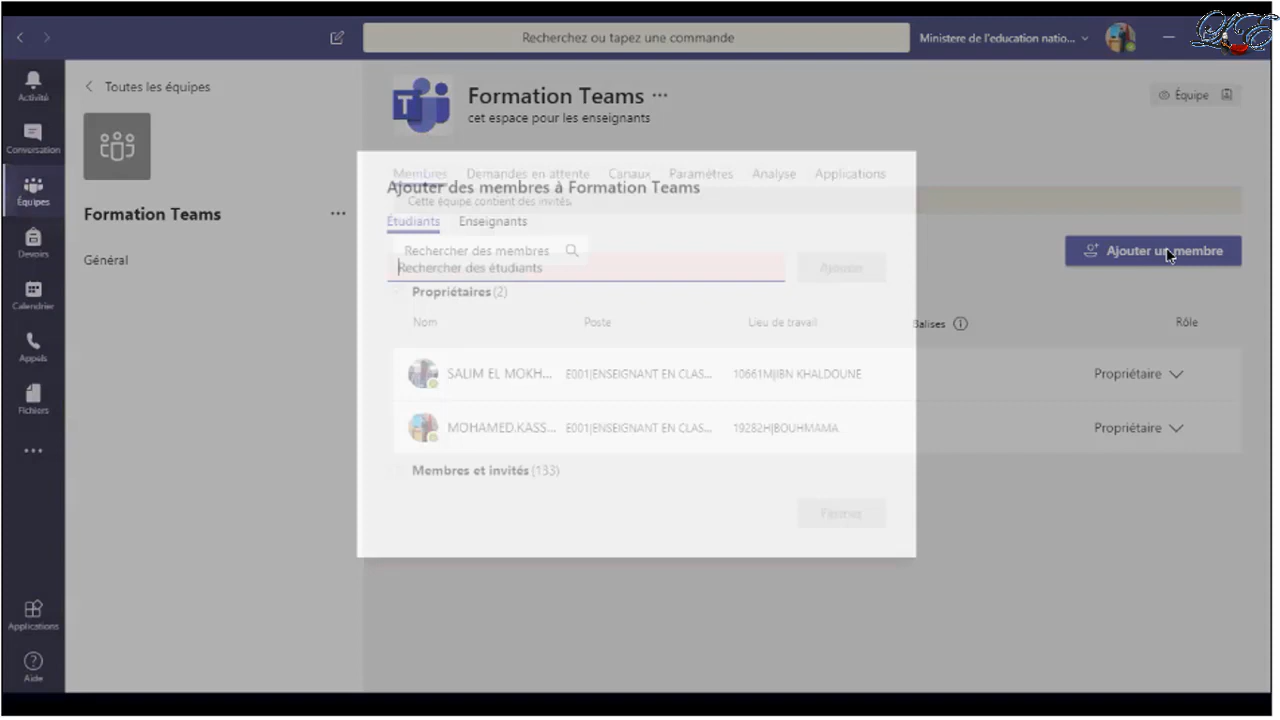 Recherchez ou tapez une commande
Ministere de l'education natio...
Activité
Conversation
Équipes
Devoirs
Calendrier
Appels
Fichiers
Applications
Aide
Toutes les équipes
Formation Teams
Général
Formation Teams
cet espace pour les enseignants
Équipe
Membres Demandes en attente Canaux Paramètres Analyse Applications
Ajouter des membres à Formation Teams
Cette équipe contient des invités.
Étudiants Enseignants
Rechercher des membres
Ajouter un membre
Rechercher des étudiants
Ajouter
Propriétaires (2)
Nom Poste Lieu de travail Balises Rôle
SALIM EL MOKH... E001|ENSEIGNANT EN CLAS... 10661M|IBN KHALDOUNE Propriétaire
MOHAMED.KASS... E001|ENSEIGNANT EN CLAS... 19282H|BOUHMAMA Propriétaire
Membres et invités (133)
Fermer